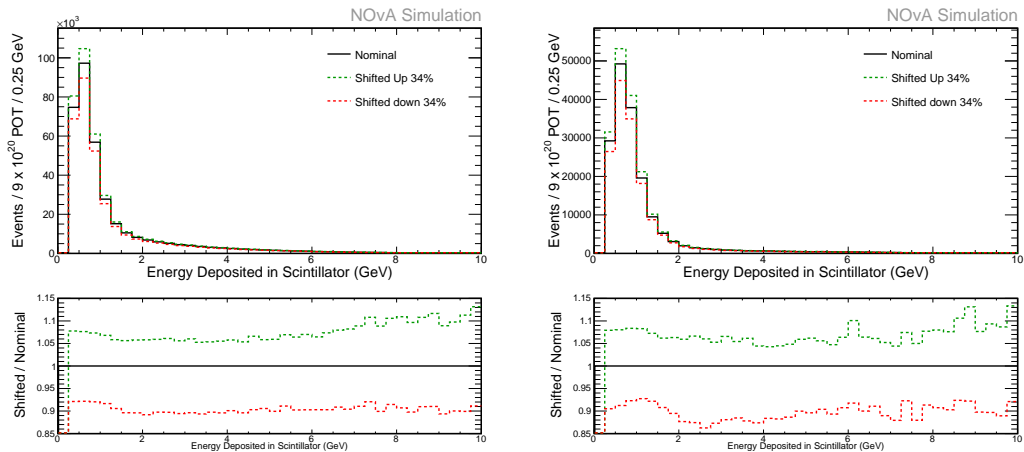 NOvA Simulation
×10³
Events / 9 x 10²⁰ POT / 0.25 GeV
100
80
60
40
20
0
Nominal
Shifted Up 34%
Shifted down 34%
0 2 4 6 8 10
Energy Deposited in Scintillator (GeV)
Shifted / Nominal
1.15
1.1
1.05
1
0.95
0.9
0.85
0 2 4 6 8 10
Energy Deposited in Scintillator (GeV)
NOvA Simulation
Events / 9 x 10²⁰ POT / 0.25 GeV
50000
40000
30000
20000
10000
0
Nominal
Shifted Up 34%
Shifted down 34%
0 2 4 6 8 10
Energy Deposited in Scintillator (GeV)
Shifted / Nominal
1.15
1.1
1.05
1
0.95
0.9
0.85
0 2 4 6 8 10
Energy Deposited in Scintillator (GeV)